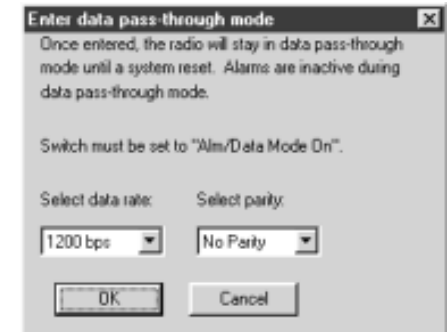 Enter data pass-through mode
Once entered, the radio will stay in data pass-through
mode until a system reset. Alarms are inactive during
data pass-through mode.
Switch must be set to "Alm/Data Mode On".
Select data rate: Select parity:
1200 bps No Parity
OK Cancel